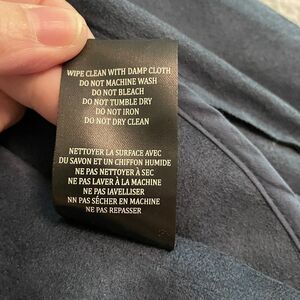 WIPE CLEAN WITH DAMP CLOTH
DO NOT MACHINE WASH
DO NOT BLEACH
DO NOT TUMBLE DRY
DO NOT IRON
DO NOT DRY CLEAN
NETTOYER LA SURFACE AVEC
DU SAVON ET UN CHIFFON HUMIDE
NE PAS NETTOYER À SEC
NE PAS LAVER À LA MACHINE
NE PAS JAVELLISER
NN PAS SÈCHER EN MACHINE
NE PAS REPASSER